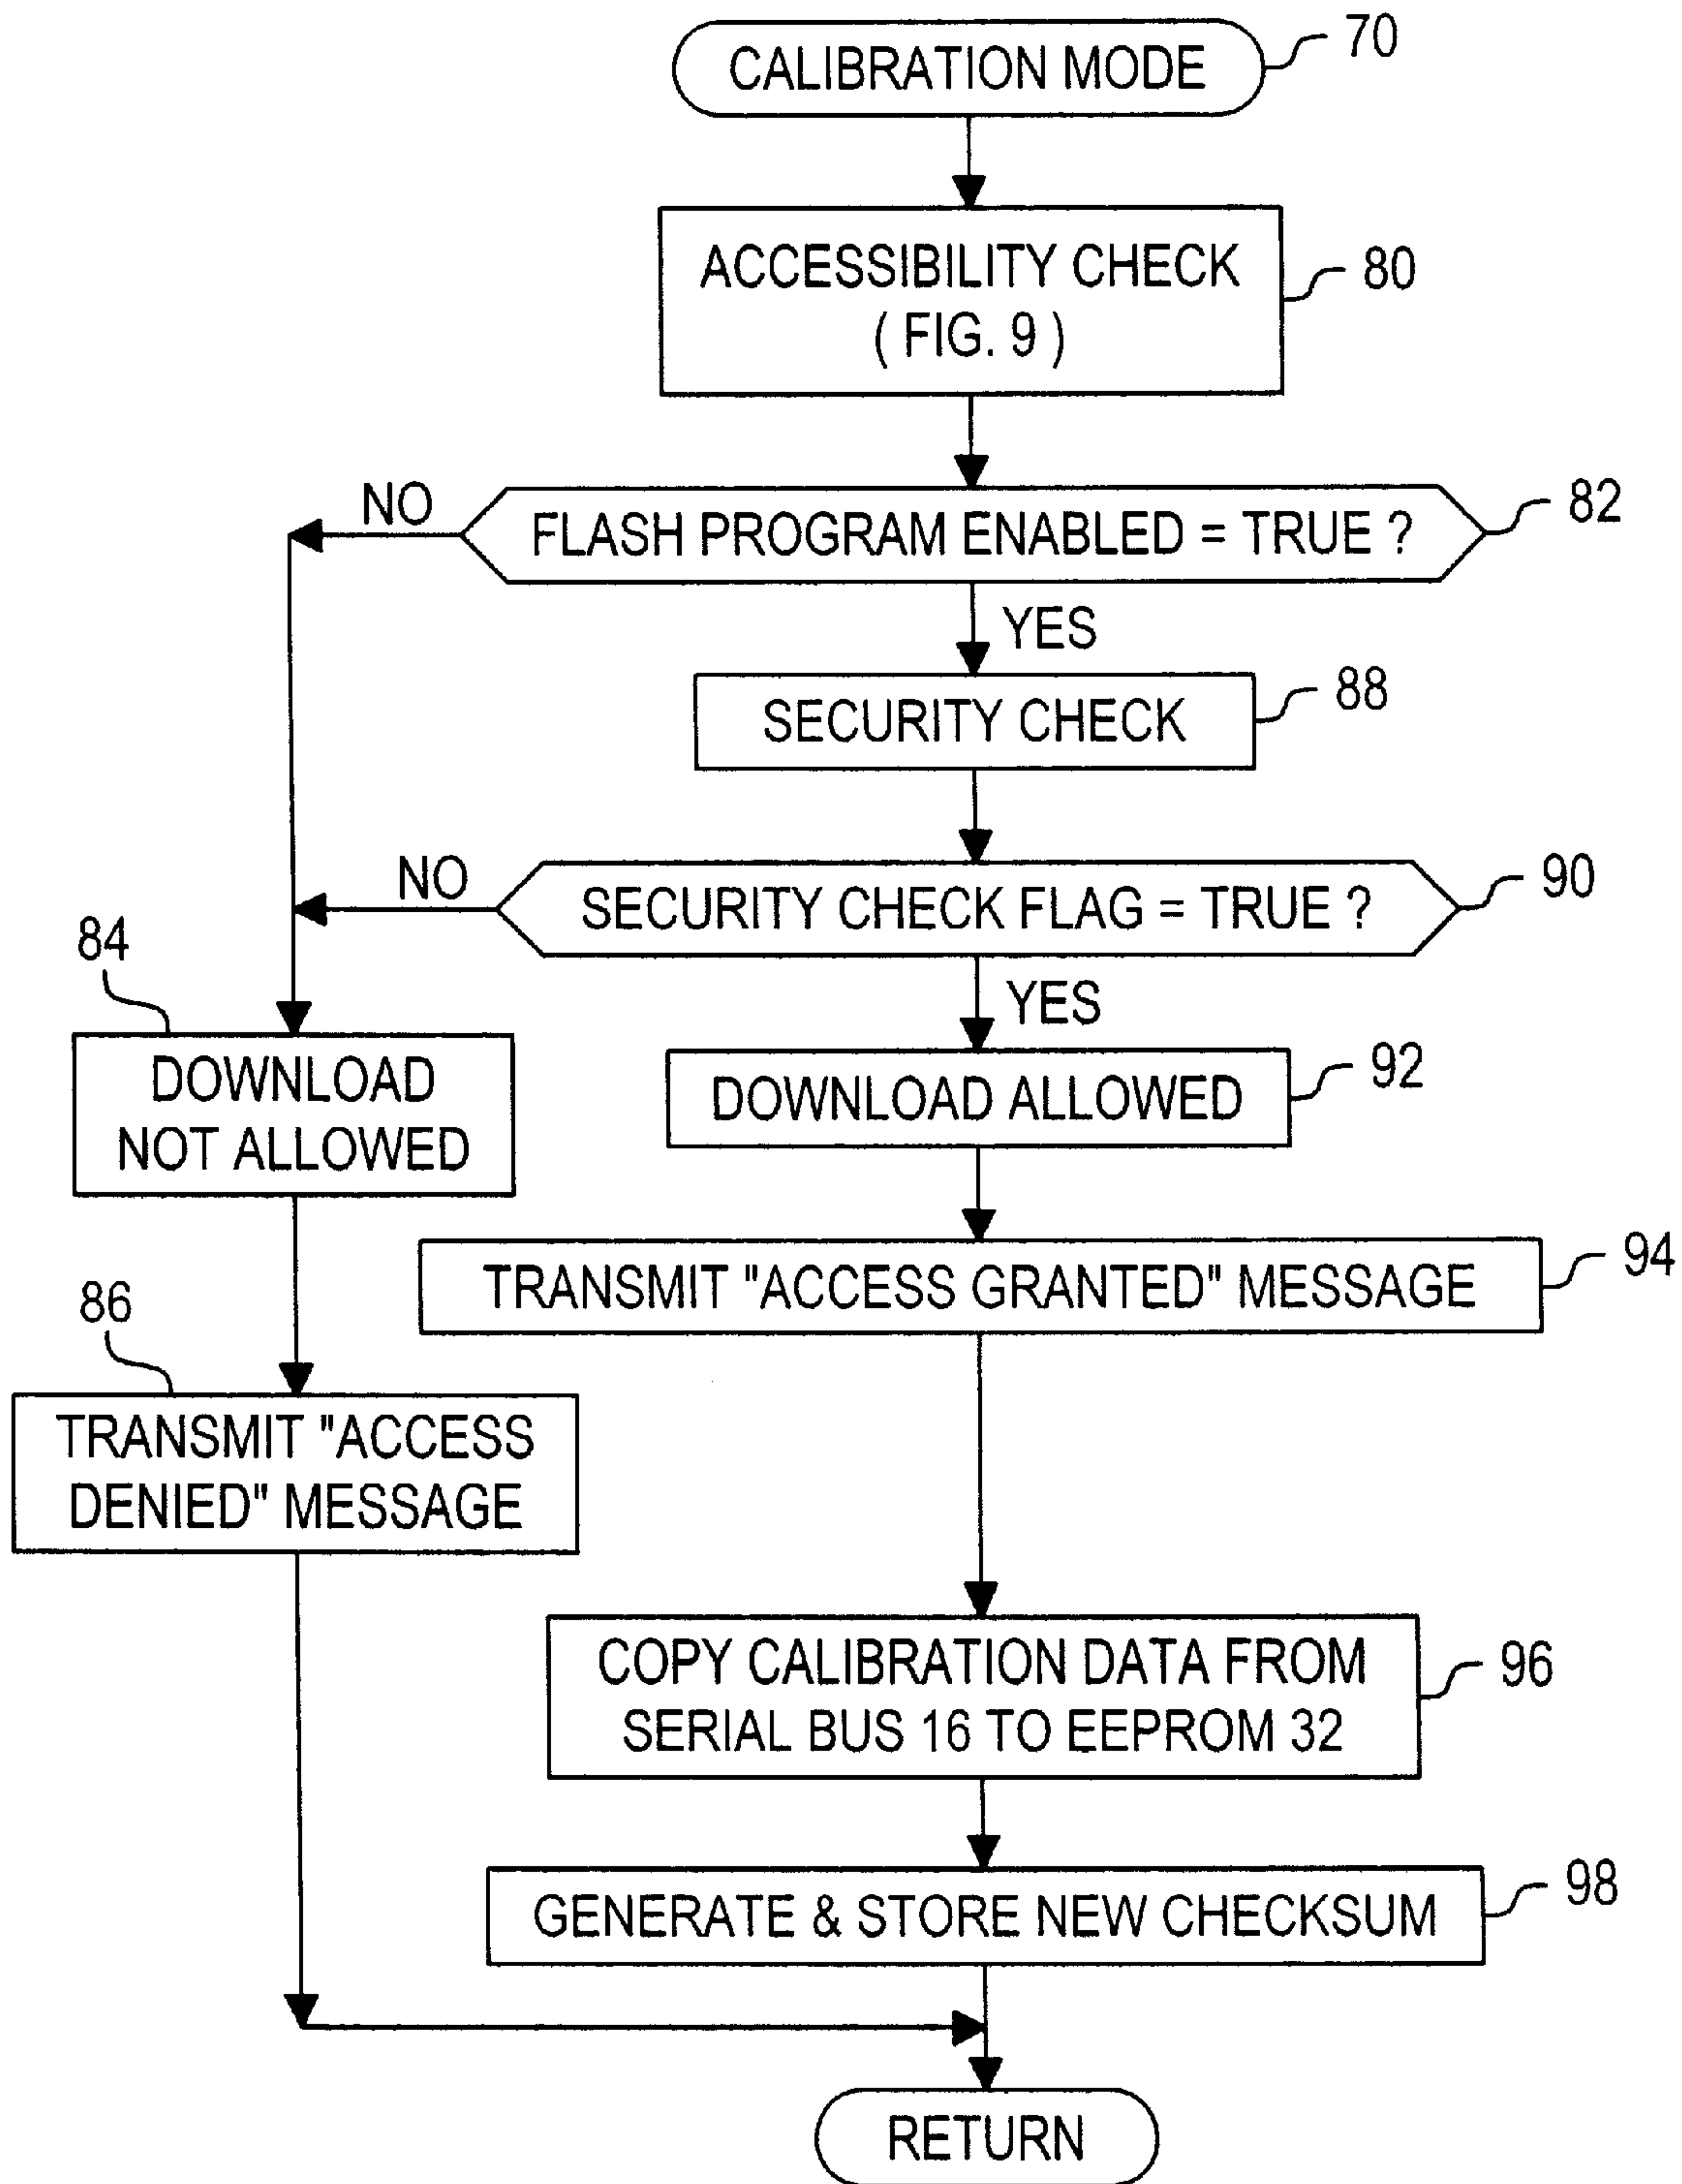 CALIBRATION MODE
70
ACCESSIBILITY CHECK
( FIG. 9 )
80
FLASH PROGRAM ENABLED = TRUE ?
82
NO
YES
SECURITY CHECK
88
SECURITY CHECK FLAG = TRUE ?
90
NO
YES
84
DOWNLOAD
NOT ALLOWED
DOWNLOAD ALLOWED
92
TRANSMIT "ACCESS GRANTED" MESSAGE
94
86
TRANSMIT "ACCESS
DENIED" MESSAGE
COPY CALIBRATION DATA FROM
SERIAL BUS 16 TO EEPROM 32
96
GENERATE & STORE NEW CHECKSUM
98
RETURN